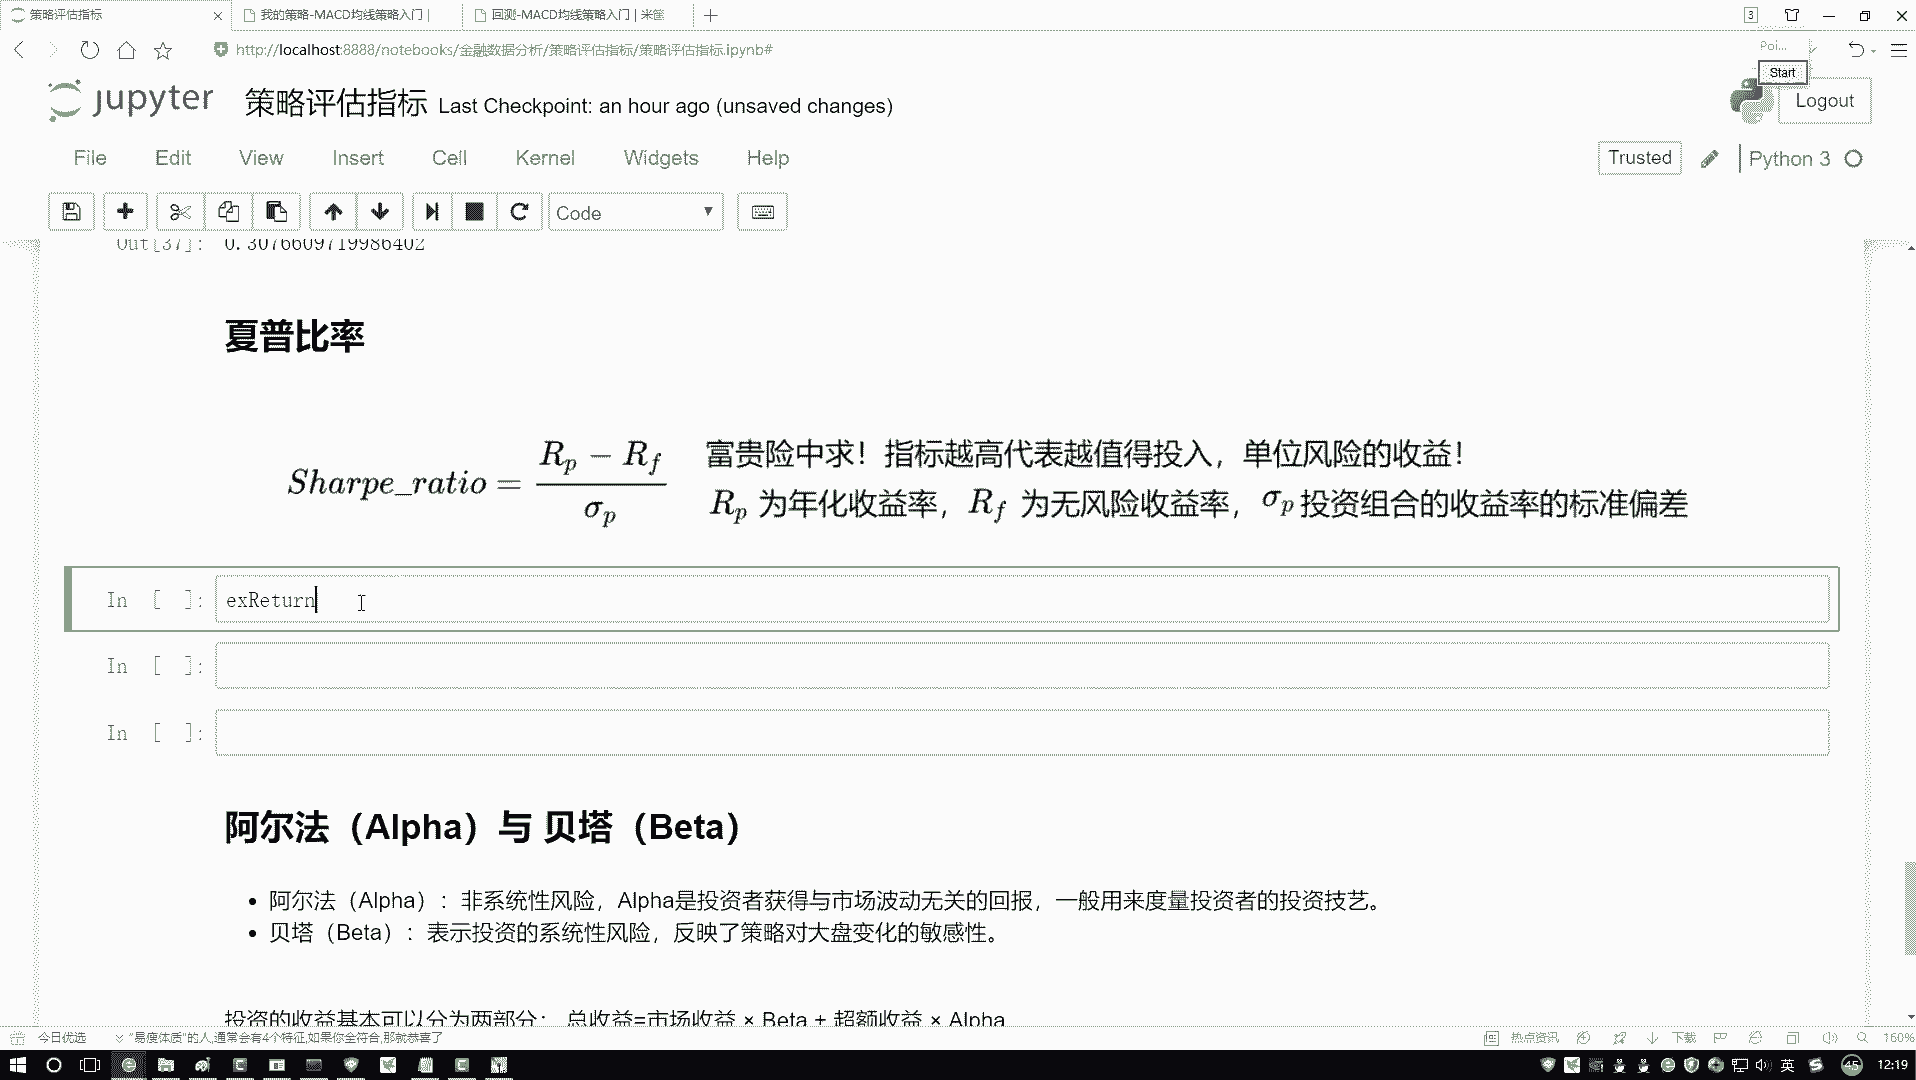 策略评估指标
我的策略-MACD均线策略入门 |
回测-MACD均线策略入门 | 米筐
3
http://localhost:8888/notebooks/金融数据分析/策略评估指标/策略评估指标.ipynb#
Poi...
Start
jupyter 策略评估指标 Last Checkpoint: an hour ago (unsaved changes)
Logout
File Edit View Insert Cell Kernel Widgets Help
Trusted Python 3
Code
Out[37]: 0.3076609719986402
夏普比率
Sharpe_ratio = \frac{R_p − R_f}{σ_p}
富贵险中求！指标越高代表越值得投入，单位风险的收益！
R_p 为年化收益率，R_f 为无风险收益率，σ_p 投资组合的收益率的标准偏差
In [ ]: exReturn
In [ ]:
In [ ]:
阿尔法（Alpha）与 贝塔（Beta）
• 阿尔法（Alpha）：非系统性风险，Alpha是投资者获得与市场波动无关的回报，一般用来度量投资者的投资技艺。
• 贝塔（Beta）：表示投资的系统性风险，反映了策略对大盘变化的敏感性。
投资的收益基本可以分为两部分： 总收益=市场收益 × Beta + 超额收益 × Alpha
今日优选 “易瘦体质”的人,通常会有4个特征,如果你全符合,那就恭喜了
热点资讯 下载 160%
英 45 12:19